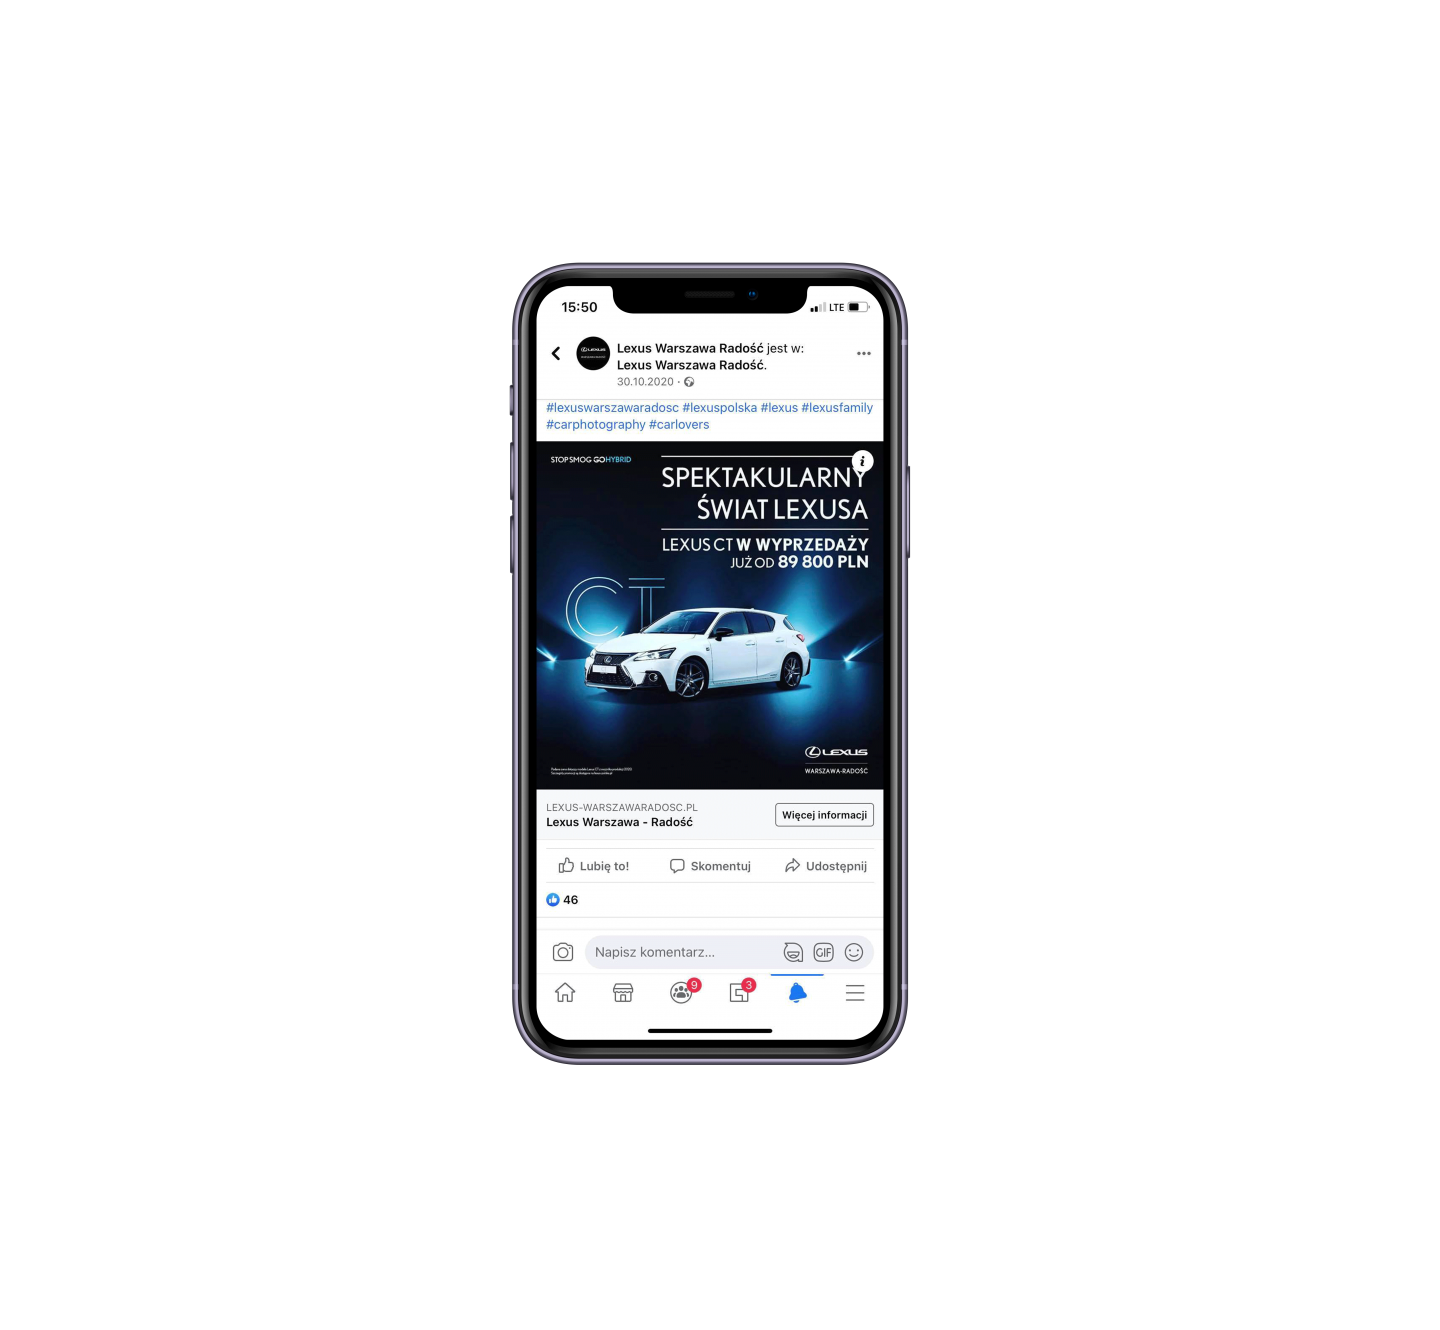 15:50
LTE
Lexus Warszawa Radość jest w:
Lexus Warszawa Radość.
30.10.2020 ·
#lexuswarszawaradosc #lexuspolska #lexus #lexusfamily
#carphotography #carlovers
STOP SMOG GO HYBRID
SPEKTAKULARNY
ŚWIAT LEXUSA
LEXUS CT W WYPRZEDAŻY
JUŻ OD 89 800 PLN
CT
LEXUS
WARSZAWA-RADOŚĆ
LEXUS-WARSZAWARADOSC.PL
Lexus Warszawa - Radość
Więcej informacji
Lubię to!
Skomentuj
Udostępnij
46
Napisz komentarz...
GIF
9
3